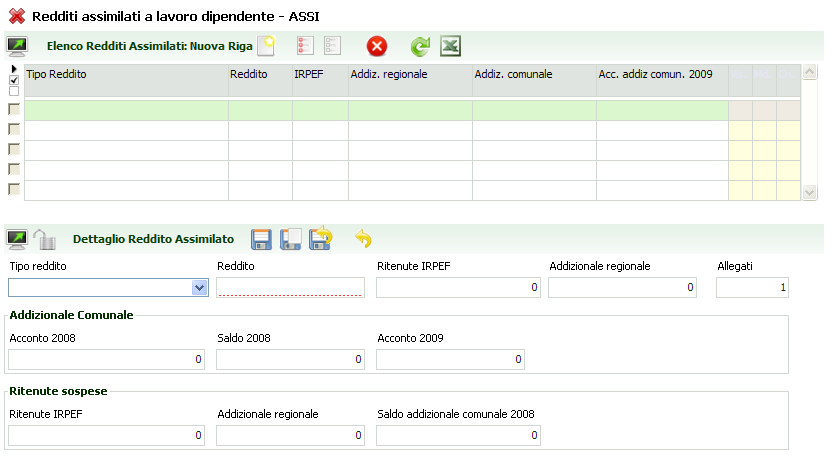 Redditi assimilati a lavoro dipendente - ASSI
Elenco Redditi Assimilati: Nuova Riga
Tipo Reddito Reddito IRPEF Addiz. regionale Addiz. comunale Acc. addiz comun. 2009
Dettaglio Reddito Assimilato
Tipo reddito Reddito Ritenute IRPEF Addizionale regionale Allegati
0 0 1
Addizionale Comunale
Acconto 2008 Saldo 2008 Acconto 2009
0 0 0
Ritenute sospese
Ritenute IRPEF Addizionale regionale Saldo addizionale comunale 2008
0 0 0